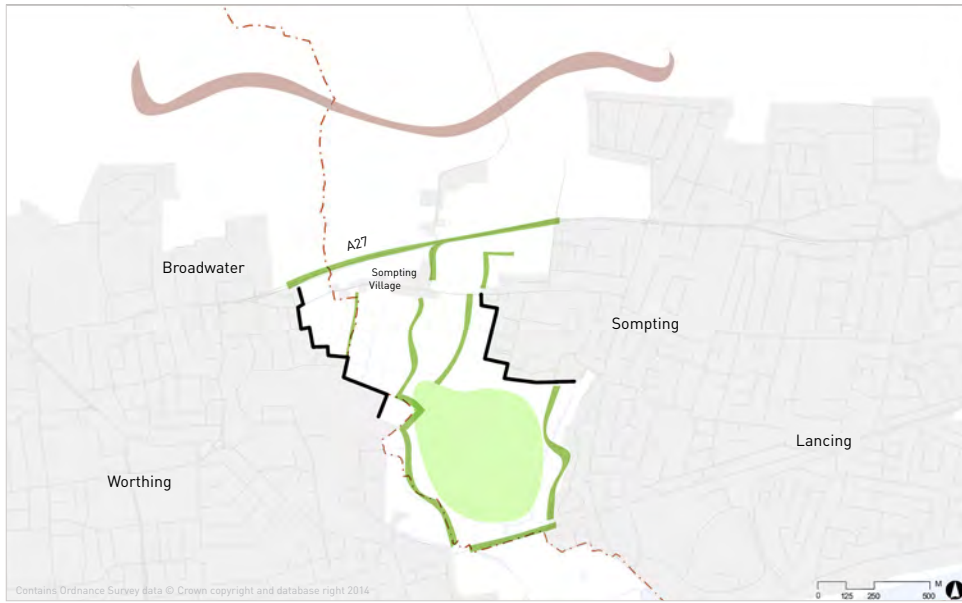 A27
Broadwater
Sompting
Village
Sompting
Lancing
Worthing
Contains Ordnance Survey data © Crown copyright and database right 2014
M
0 125 250 500